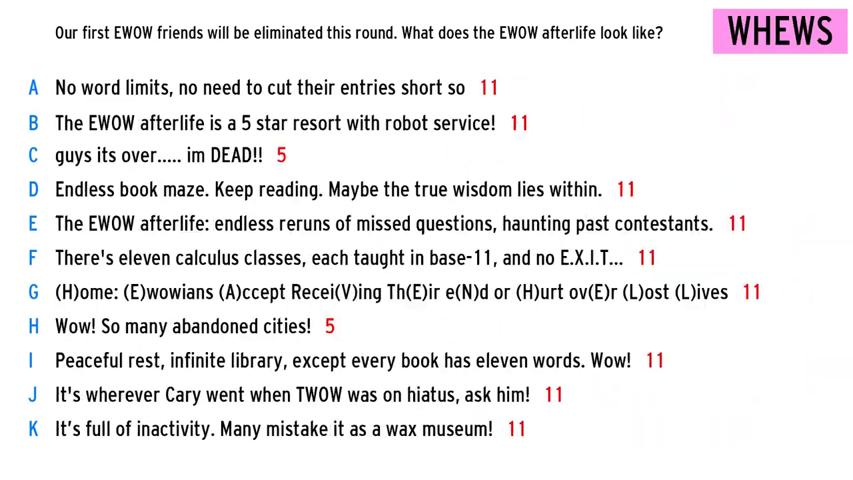 Our first EWOW friends will be eliminated this round. What does the EWOW afterlife look like?
WHEWS
A No word limits, no need to cut their entries short so 11
B The EWOW afterlife is a 5 star resort with robot service! 11
C guys its over..... im DEAD!! 5
D Endless book maze. Keep reading. Maybe the true wisdom lies within. 11
E The EWOW afterlife: endless reruns of missed questions, haunting past contestants. 11
F There's eleven calculus classes, each taught in base-11, and no E.X.I.T... 11
G (H)ome: (E)wowians (A)ccept Recei(V)ing Th(E)ir e(N)d or (H)urt ov(E)r (L)ost (L)ives 11
H Wow! So many abandoned cities! 5
I Peaceful rest, infinite library, except every book has eleven words. Wow! 11
J It's wherever Cary went when TWOW was on hiatus, ask him! 11
K It’s full of inactivity. Many mistake it as a wax museum! 11